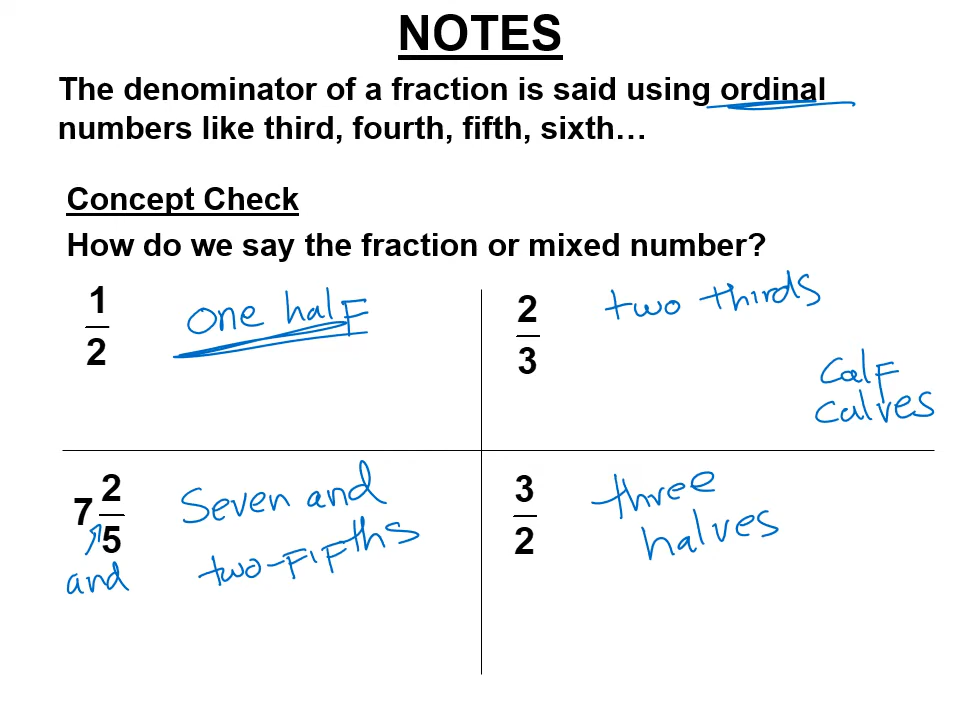 NOTES
The denominator of a fraction is said using ordinal
numbers like third, fourth, fifth, sixth…
Concept Check
How do we say the fraction or mixed number?
1
2
one half
2
3
two thirds
Calf
Calves
7 2
5
and
Seven and
two-fifths
3
2
three
halves